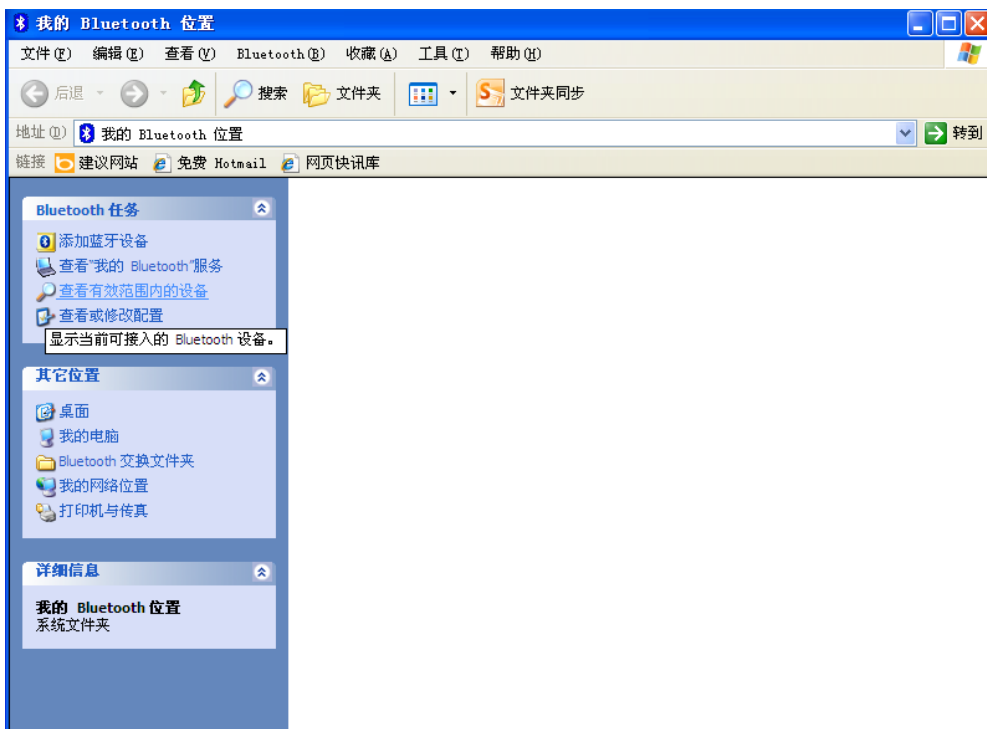 我的 Bluetooth 位置
文件(F) 编辑(E) 查看(V) Bluetooth(B) 收藏(A) 工具(T) 帮助(H)
后退 搜索 文件夹 文件夹同步
地址(D) 我的 Bluetooth 位置 转到
链接 建议网站 免费 Hotmail 网页快讯库
Bluetooth 任务
添加蓝牙设备
查看"我的 Bluetooth"服务
查看有效范围内的设备
查看或修改配置
显示当前可接入的 Bluetooth 设备。
其它位置
桌面
我的电脑
Bluetooth 交换文件夹
我的网络位置
打印机与传真
详细信息
我的 Bluetooth 位置
系统文件夹